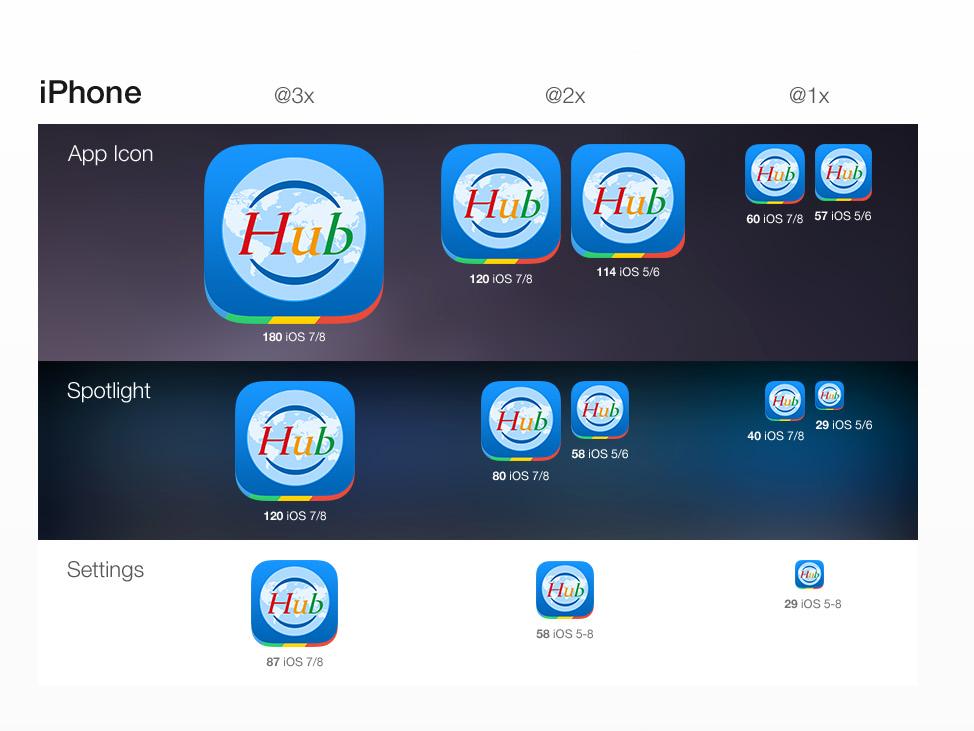 iPhone @3x @2x @1x
App Icon
Hub Hub Hub Hub Hub
60 iOS 7/8 57 iOS 5/6
120 iOS 7/8 114 iOS 5/6
180 iOS 7/8
Spotlight
Hub Hub Hub Hub Hub
40 iOS 7/8 29 iOS 5/6
80 iOS 7/8 58 iOS 5/6
120 iOS 7/8
Settings
Hub Hub Hub
29 iOS 5-8
58 iOS 5-8
87 iOS 7/8